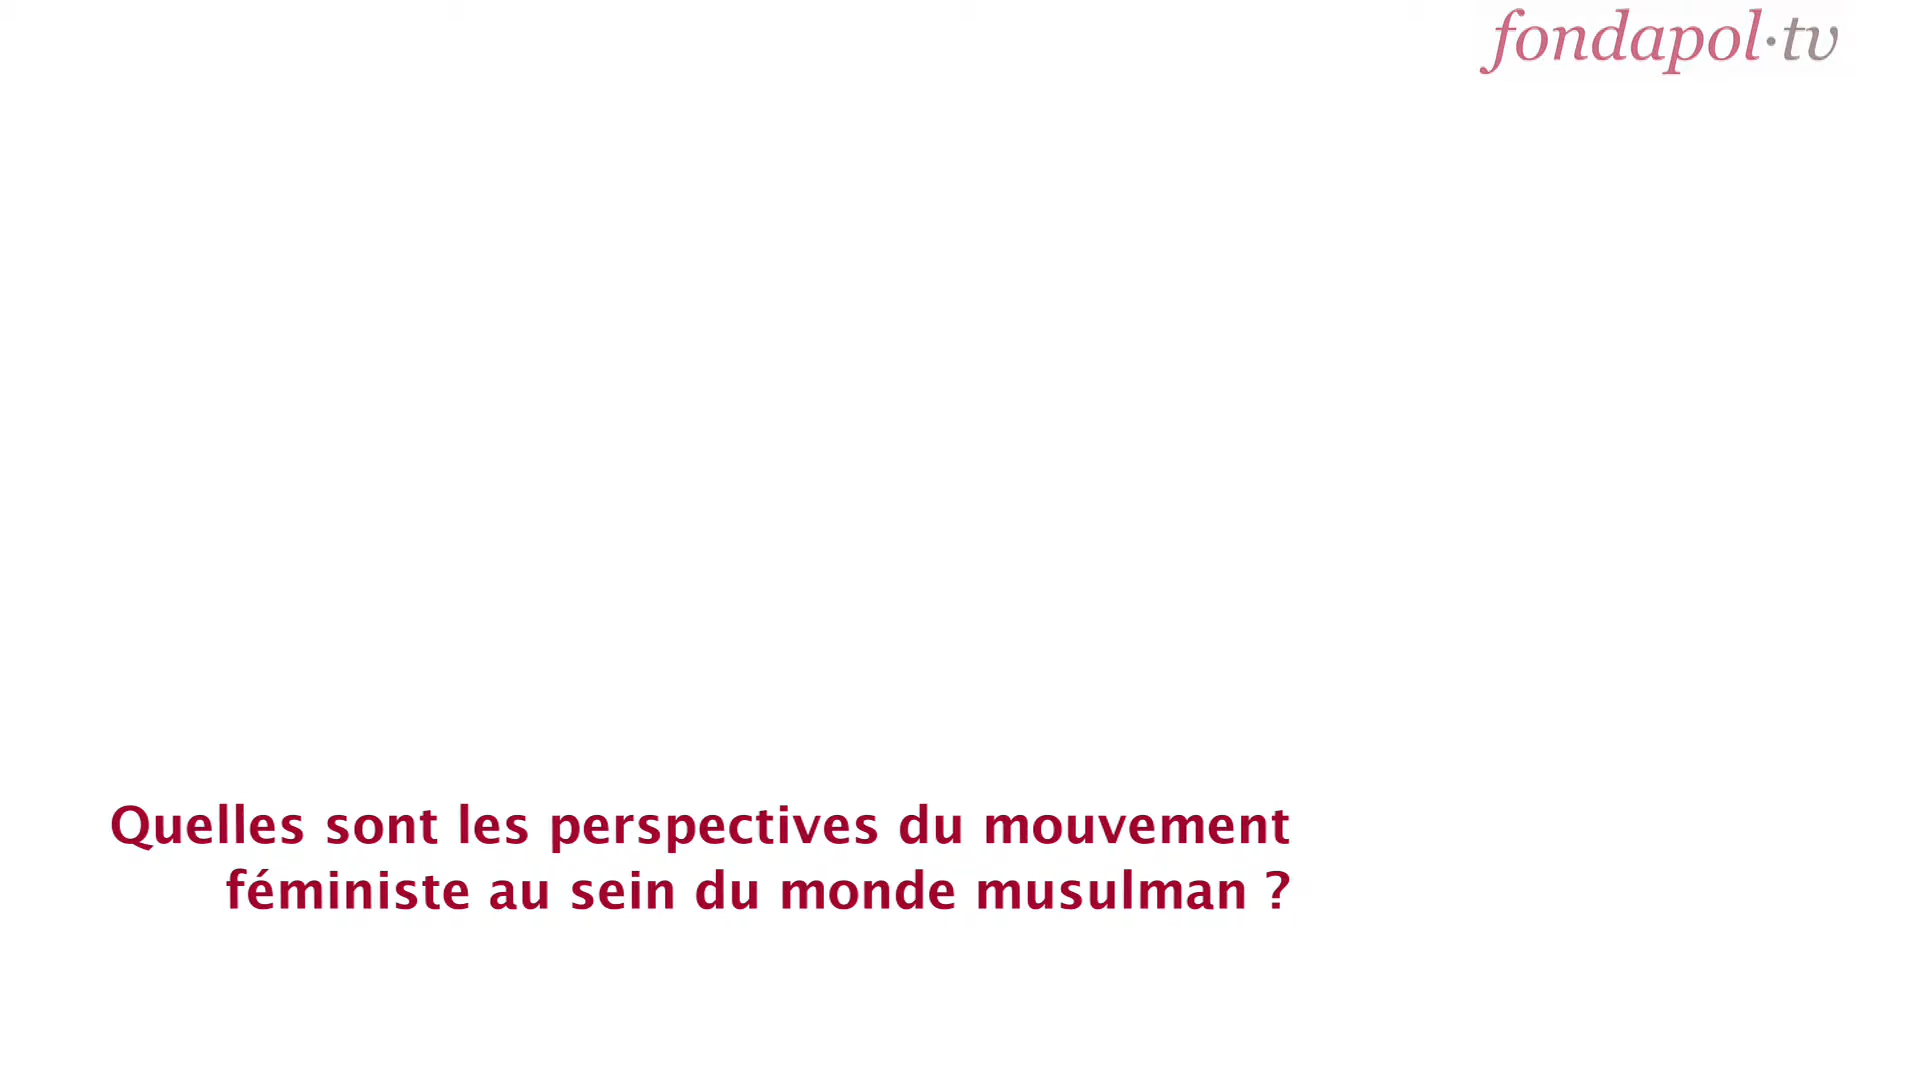 fondapol·tv
Quelles sont les perspectives du mouvement
féministe au sein du monde musulman ?